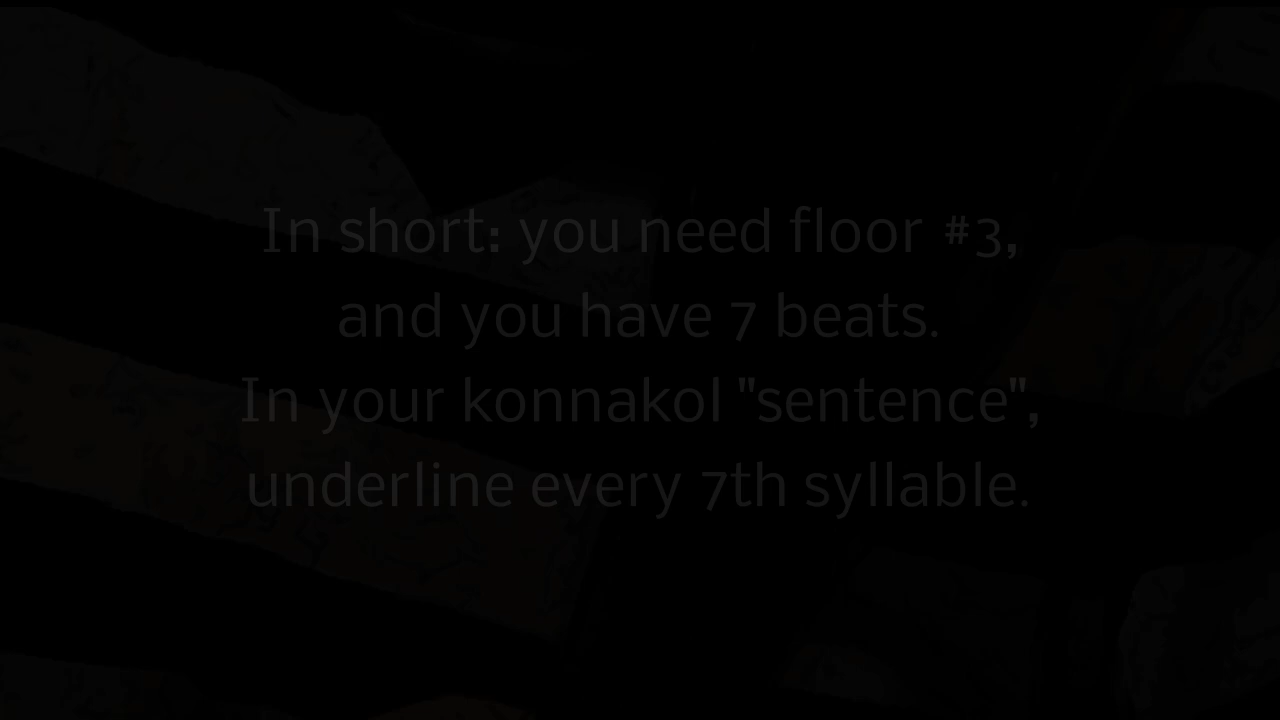 In short: you need floor #3,
and you have 7 beats.
In your konnakol "sentence",
underline every 7th syllable.